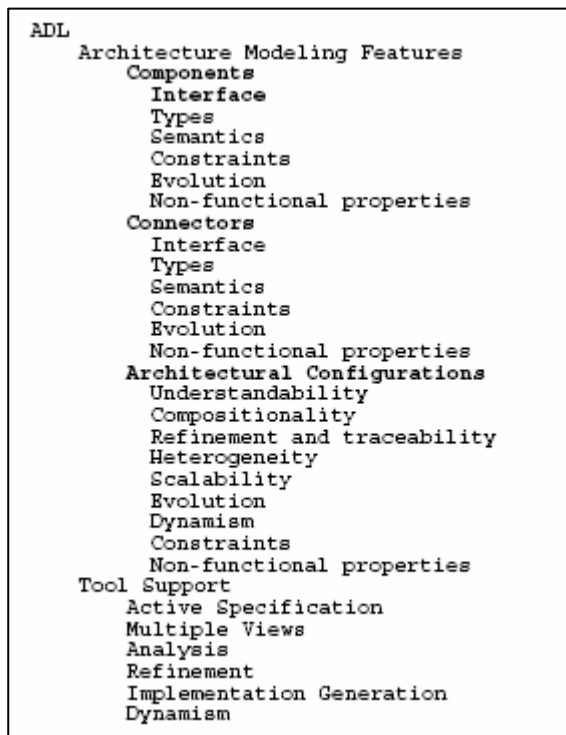 ADL
Architecture Modeling Features
Components
Interface
Types
Semantics
Constraints
Evolution
Non-functional properties
Connectors
Interface
Types
Semantics
Constraints
Evolution
Non-functional properties
Architectural Configurations
Understandability
Compositionality
Refinement and traceability
Heterogeneity
Scalability
Evolution
Dynamism
Constraints
Non-functional properties
Tool Support
Active Specification
Multiple Views
Analysis
Refinement
Implementation Generation
Dynamism